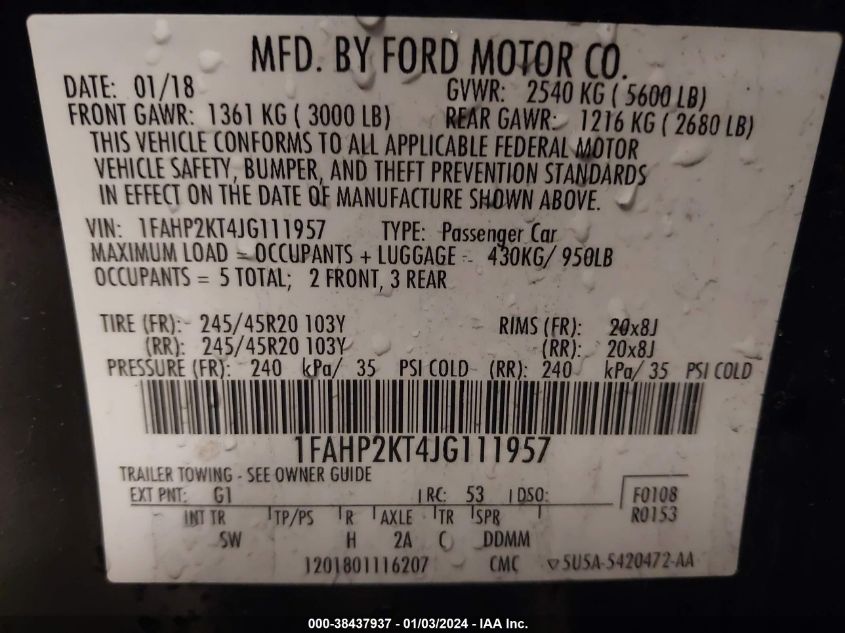 MFD. BY FORD MOTOR CO.
DATE: 01/18 GVWR: 2540 KG ( 5600 LB)
FRONT GAWR: 1361 KG ( 3000 LB) REAR GAWR: 1216 KG ( 2680 LB)
THIS VEHICLE CONFORMS TO ALL APPLICABLE FEDERAL MOTOR
VEHICLE SAFETY, BUMPER, AND THEFT PREVENTION STANDARDS
IN EFFECT ON THE DATE OF MANUFACTURE SHOWN ABOVE.
VIN: 1FAHP2KT4JG111957 TYPE: Passenger Car
MAXIMUM LOAD = OCCUPANTS + LUGGAGE = 430KG/ 950LB
OCCUPANTS = 5 TOTAL; 2 FRONT, 3 REAR
TIRE (FR): 245/45R20 103Y RIMS (FR): 20x8J
(RR): 245/45R20 103Y (RR): 20x8J
PRESSURE (FR): 240 kPa/ 35 PSI COLD (RR): 240 kPa/ 35 PSI COLD
1FAHP2KT4JG111957
TRAILER TOWING - SEE OWNER GUIDE
EXT PNT: G1 RC: 53 DSO: F0108
INT TR TP/PS R AXLE TR SPR R0153
SW H 2A C DDMM
1201801116207 CMC ▽5U5A-5420472-AA
000-38437937 - 01/03/2024 - IAA Inc.